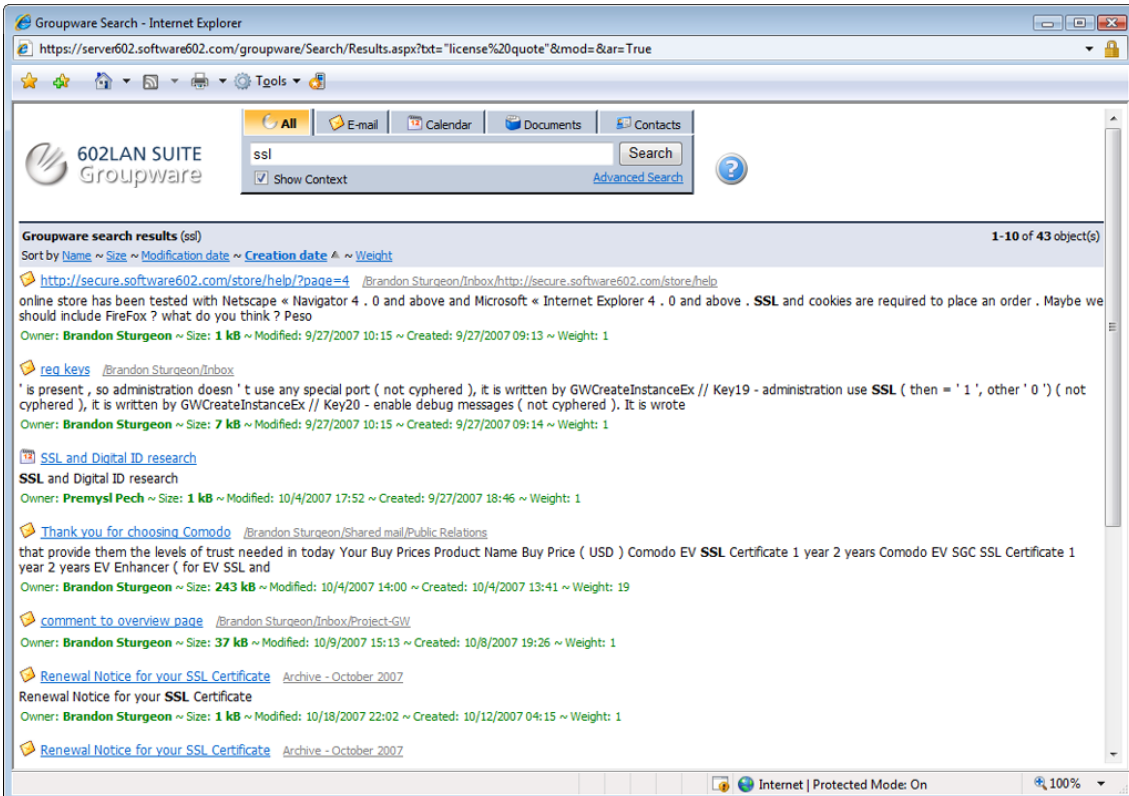 Groupware Search - Internet Explorer
https://server602.software602.com/groupware/Search/Results.aspx?txt="license%20quote"&mod=&ar=True
Tools
All E-mail Calendar Documents Contacts
602LAN SUITE
Groupware
ssl Search
Show Context Advanced Search
Groupware search results (ssl) 1-10 of 43 object(s)
Sort by Name ~ Size ~ Modification date ~ Creation date ~ Weight
http://secure.software602.com/store/help/?page=4 /Brandon Sturgeon/Inbox/http://secure.software602.com/store/help
online store has been tested with Netscape « Navigator 4 . 0 and above and Microsoft « Internet Explorer 4 . 0 and above . SSL and cookies are required to place an order . Maybe we
should include FireFox ? what do you think ? Peso
Owner: Brandon Sturgeon ~ Size: 1 kB ~ Modified: 9/27/2007 10:15 ~ Created: 9/27/2007 09:13 ~ Weight: 1
reg keys /Brandon Sturgeon/Inbox
' is present , so administration doesn ' t use any special port ( not cyphered ), it is written by GWCreateInstanceEx // Key19 - administration use SSL ( then = ' 1 ', other ' 0 ') ( not
cyphered ), it is written by GWCreateInstanceEx // Key20 - enable debug messages ( not cyphered ). It is wrote
Owner: Brandon Sturgeon ~ Size: 7 kB ~ Modified: 9/27/2007 10:15 ~ Created: 9/27/2007 09:14 ~ Weight: 1
12 SSL and Digital ID research
SSL and Digital ID research
Owner: Premysl Pech ~ Size: 1 kB ~ Modified: 10/4/2007 17:52 ~ Created: 9/27/2007 18:46 ~ Weight: 1
Thank you for choosing Comodo /Brandon Sturgeon/Shared mail/Public Relations
that provide them the levels of trust needed in today Your Buy Prices Product Name Buy Price ( USD ) Comodo EV SSL Certificate 1 year 2 years Comodo EV SGC SSL Certificate 1
year 2 years EV Enhancer ( for EV SSL and
Owner: Brandon Sturgeon ~ Size: 243 kB ~ Modified: 10/4/2007 14:00 ~ Created: 10/4/2007 13:41 ~ Weight: 19
comment to overview page /Brandon Sturgeon/Inbox/Project-GW
Owner: Brandon Sturgeon ~ Size: 37 kB ~ Modified: 10/9/2007 15:13 ~ Created: 10/8/2007 19:26 ~ Weight: 1
Renewal Notice for your SSL Certificate Archive - October 2007
Renewal Notice for your SSL Certificate
Owner: Brandon Sturgeon ~ Size: 1 kB ~ Modified: 10/18/2007 22:02 ~ Created: 10/12/2007 04:15 ~ Weight: 1
Renewal Notice for your SSL Certificate Archive - October 2007
Internet | Protected Mode: On 100%